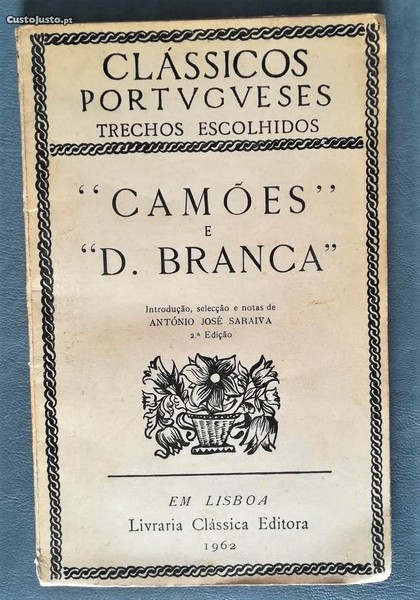 CustoJusto.pt
CLÁSSICOS
PORTVGVESES
TRECHOS ESCOLHIDOS
"CAMÕES"
E
"D. BRANCA"
Introdução, selecção e notas de
ANTÓNIO JOSÉ SARAIVA
2.ª Edição
EM LISBOA
Livraria Clássica Editora
1962